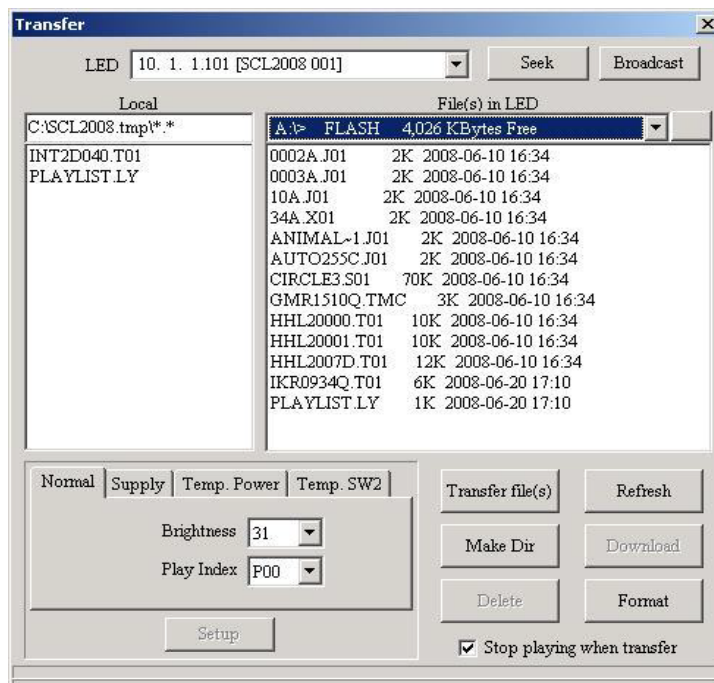 Transfer
LED 10. 1. 1.101 [SCL2008 001] Seek Broadcast
Local
C:\SCL2008.tmp\*.*
INT2D040.T01
PLAYLIST.LY
File(s) in LED
A:\> FLASH 4,026 KBytes Free
0002A.J01 2K 2008-06-10 16:34
0003A.J01 2K 2008-06-10 16:34
10A.J01 2K 2008-06-10 16:34
34A.X01 2K 2008-06-10 16:34
ANIMAL~1.J01 2K 2008-06-10 16:34
AUTO255C.J01 2K 2008-06-10 16:34
CIRCLE3.S01 70K 2008-06-10 16:34
GMR1510Q.TMC 3K 2008-06-10 16:34
HHL20000.T01 10K 2008-06-10 16:34
HHL20001.T01 10K 2008-06-10 16:34
HHL2007D.T01 12K 2008-06-10 16:34
IKR0934Q.T01 6K 2008-06-20 17:10
PLAYLIST.LY 1K 2008-06-20 17:10
Normal Supply Temp. Power Temp. SW2
Brightness 31
Play Index P00
Setup
Transfer file(s) Refresh
Make Dir Download
Delete Format
Stop playing when transfer